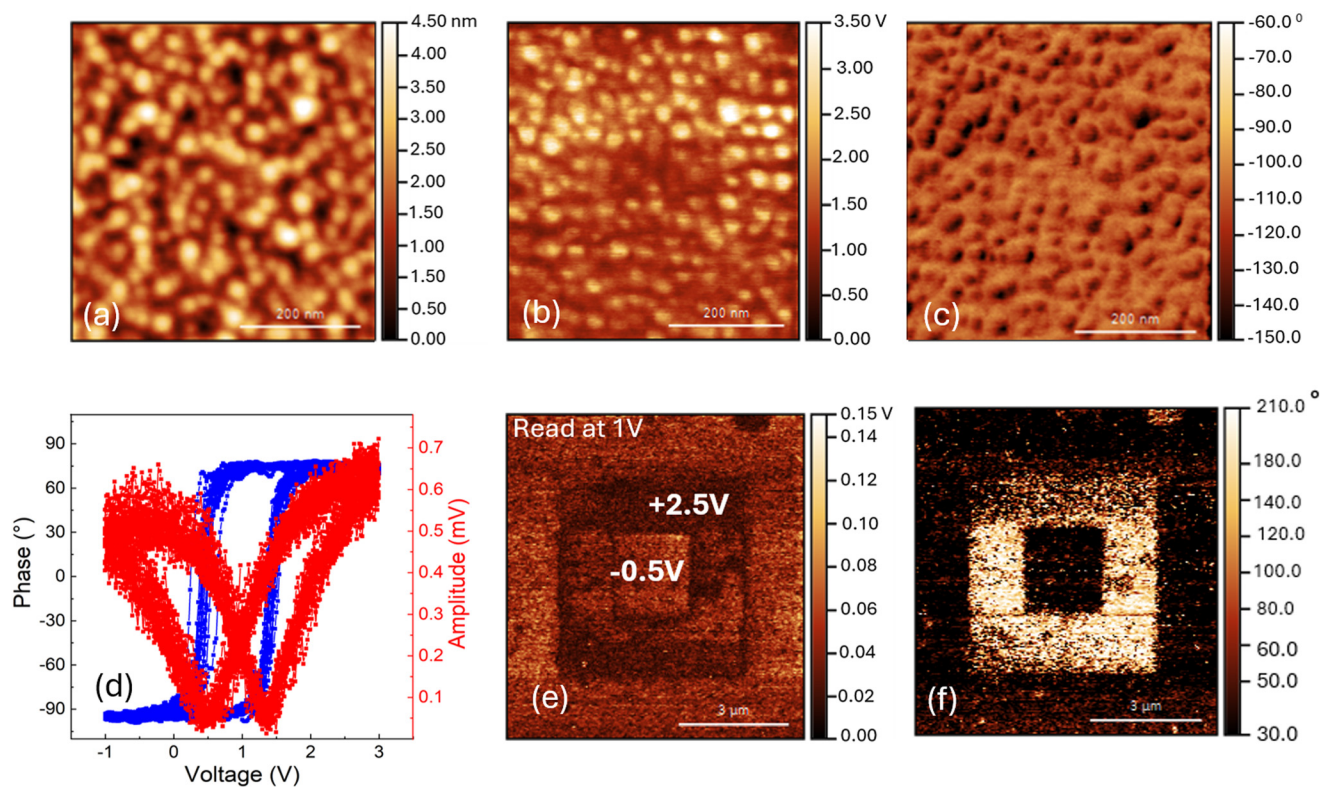 4.50 nm
4.00
3.50
3.00
2.50
2.00
1.50
1.00
0.50
0.00
(a)
200 nm
3.50 V
3.00
2.50
2.00
1.50
1.00
0.50
0.00
(b)
200 nm
-60.0 0
-70.0
-80.0
-90.0
-100.0
-110.0
-120.0
-130.0
-140.0
-150.0
(c)
200 nm
Phase (°)
90
60
30
0
-30
-60
-90
(d)
-1 0 1 2 3
Voltage (V)
0.7
0.6
0.5
0.4
0.3
0.2
0.1
Amplitude (mV)
Read at 1V
+2.5V
-0.5V
(e)
3 µm
0.15 V
0.14
0.12
0.10
0.08
0.06
0.04
0.02
0.00
(f)
3 µm
210.0 °
180.0
140.0
120.0
100.0
80.0
60.0
50.0
30.0